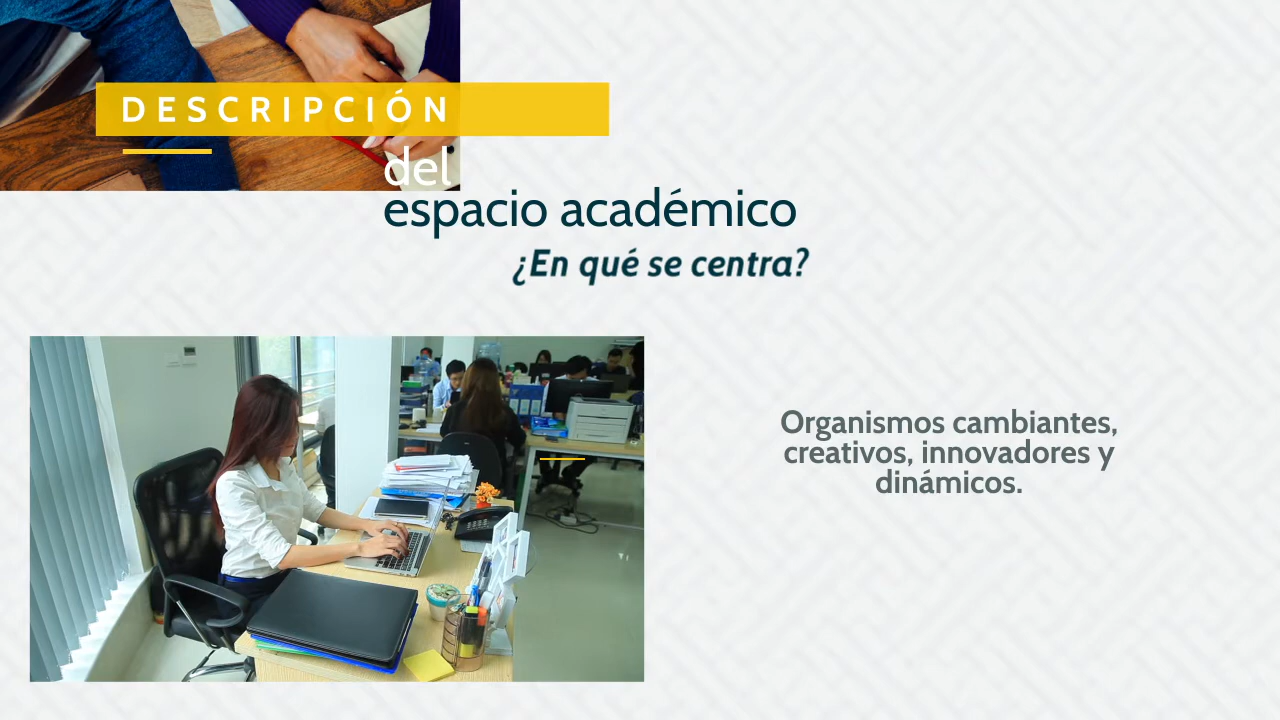 DESCRIPCIÓN
del
espacio académico
¿En qué se centra?
Organismos cambiantes,
creativos, innovadores y
dinámicos.